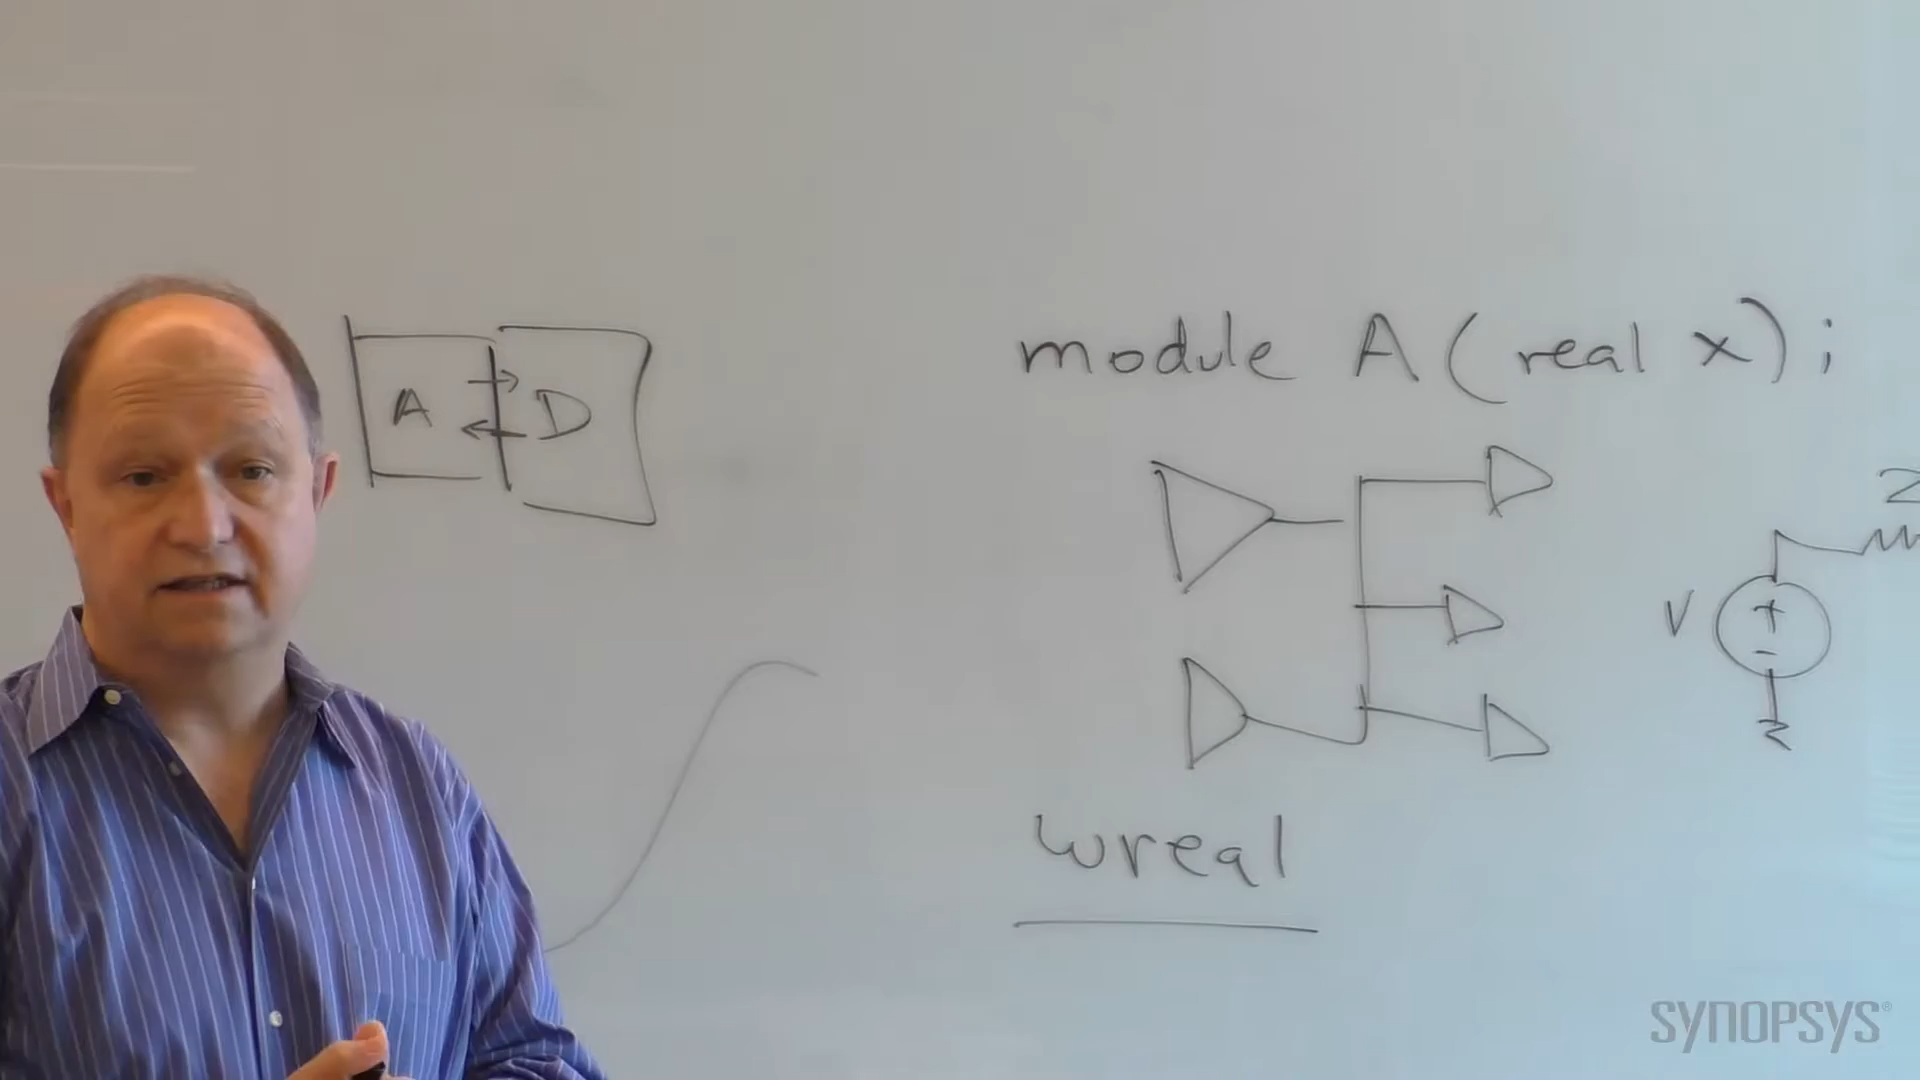 A
D
module A (real x);
Z
V
+
-
wreal
SYNOPSYS®